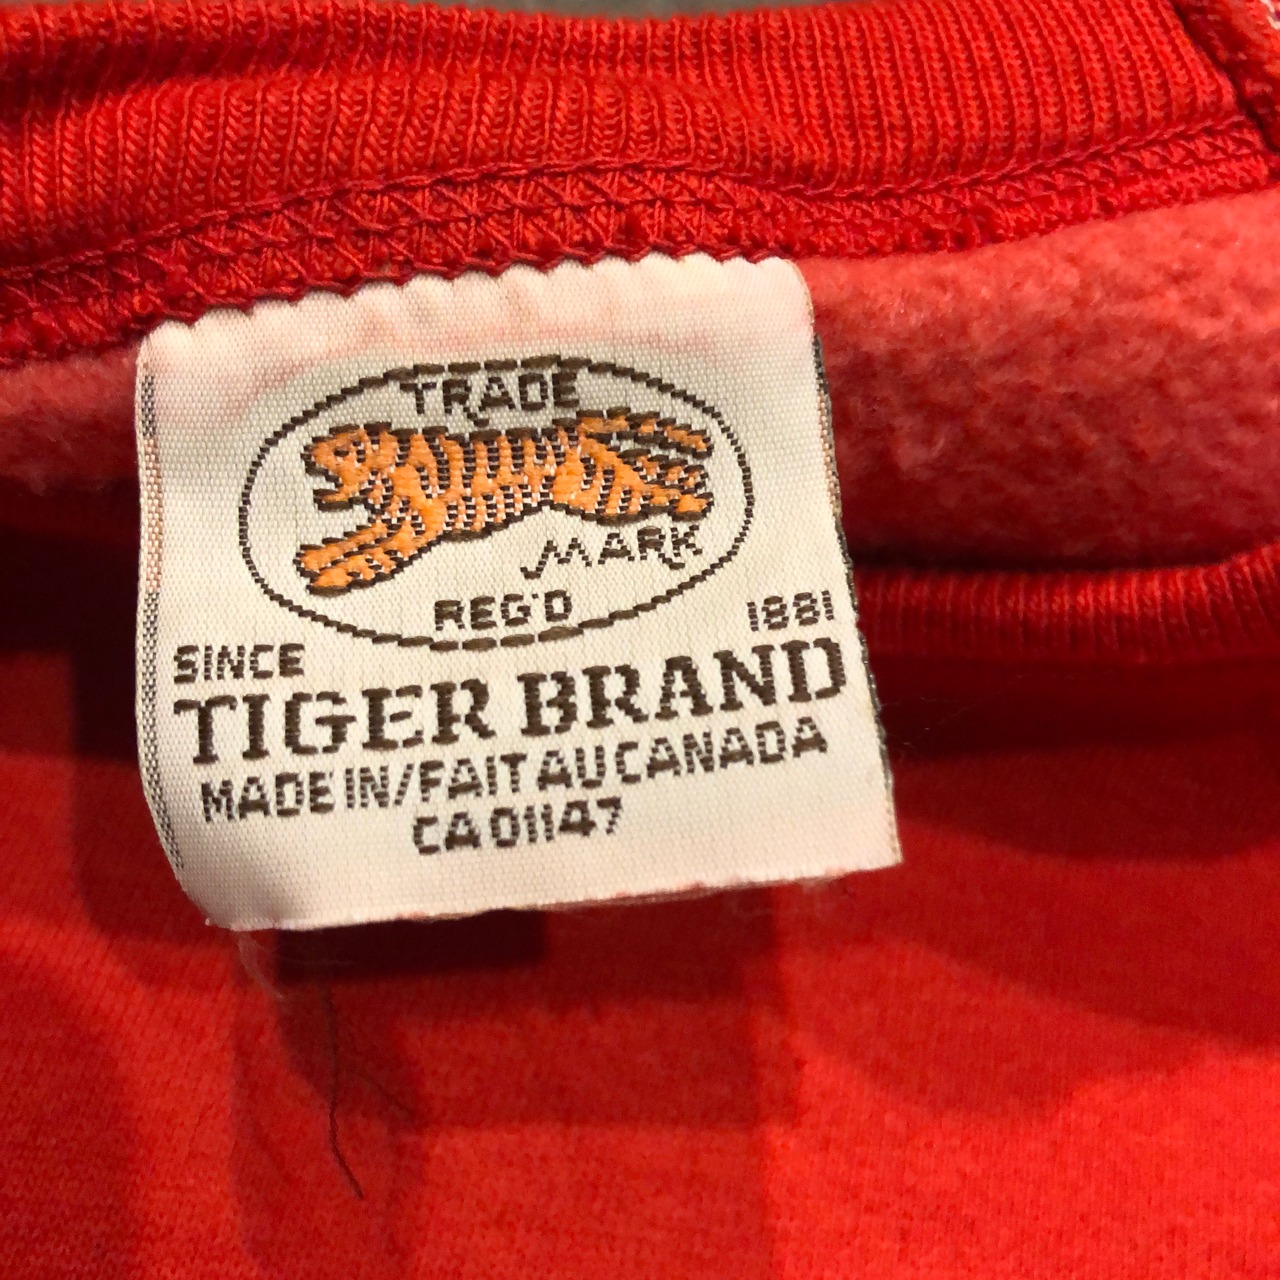 TRADE
MARK
REG'D
SINCE 1881
TIGER BRAND
MADE IN/FAIT AU CANADA
CA 01147